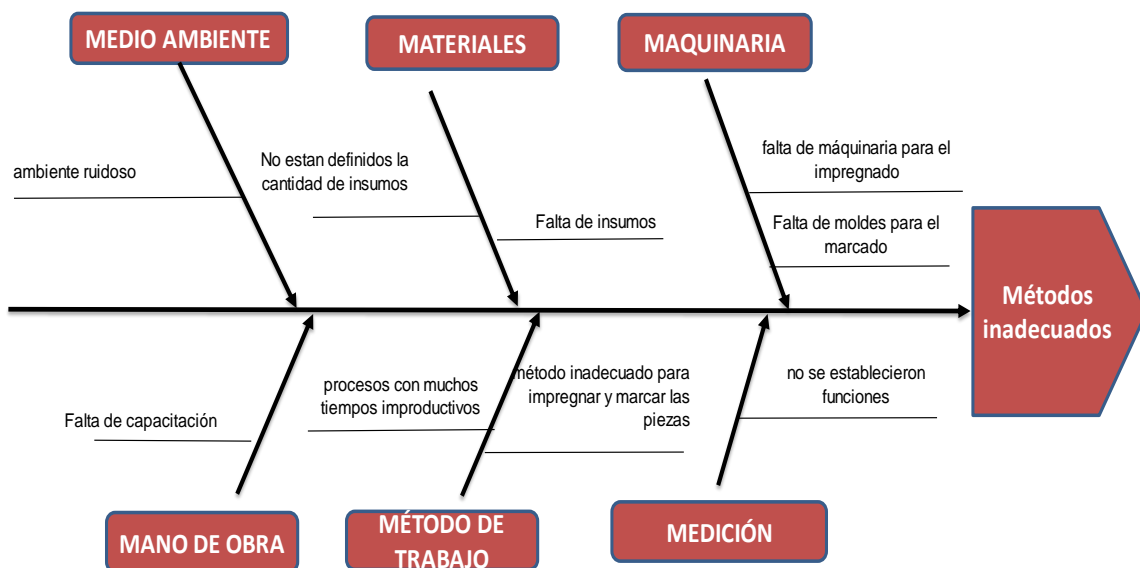 MEDIO AMBIENTE
MATERIALES
MAQUINARIA
ambiente ruidoso
No estan definidos la
cantidad de insumos
Falta de insumos
falta de máquinaria para el
impregnado
Falta de moldes para el
marcado
Métodos
inadecuados
Falta de capacitación
procesos con muchos
tiempos improductivos
método inadecuado para
impregnar y marcar las
piezas
no se establecieron
funciones
MANO DE OBRA
MÉTODO DE
TRABAJO
MEDICIÓN